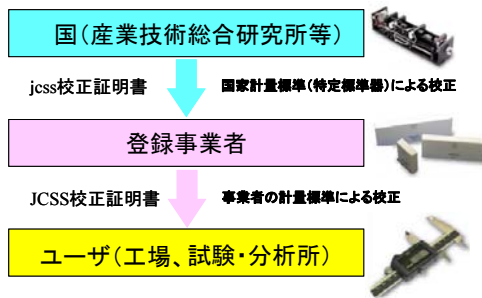 国(産業技術総合研究所等)
jcss校正証明書 国家計量標準(特定標準器)による校正
登録事業者
JCSS校正証明書 事業者の計量標準による校正
ユーザ(工場、試験・分析所)